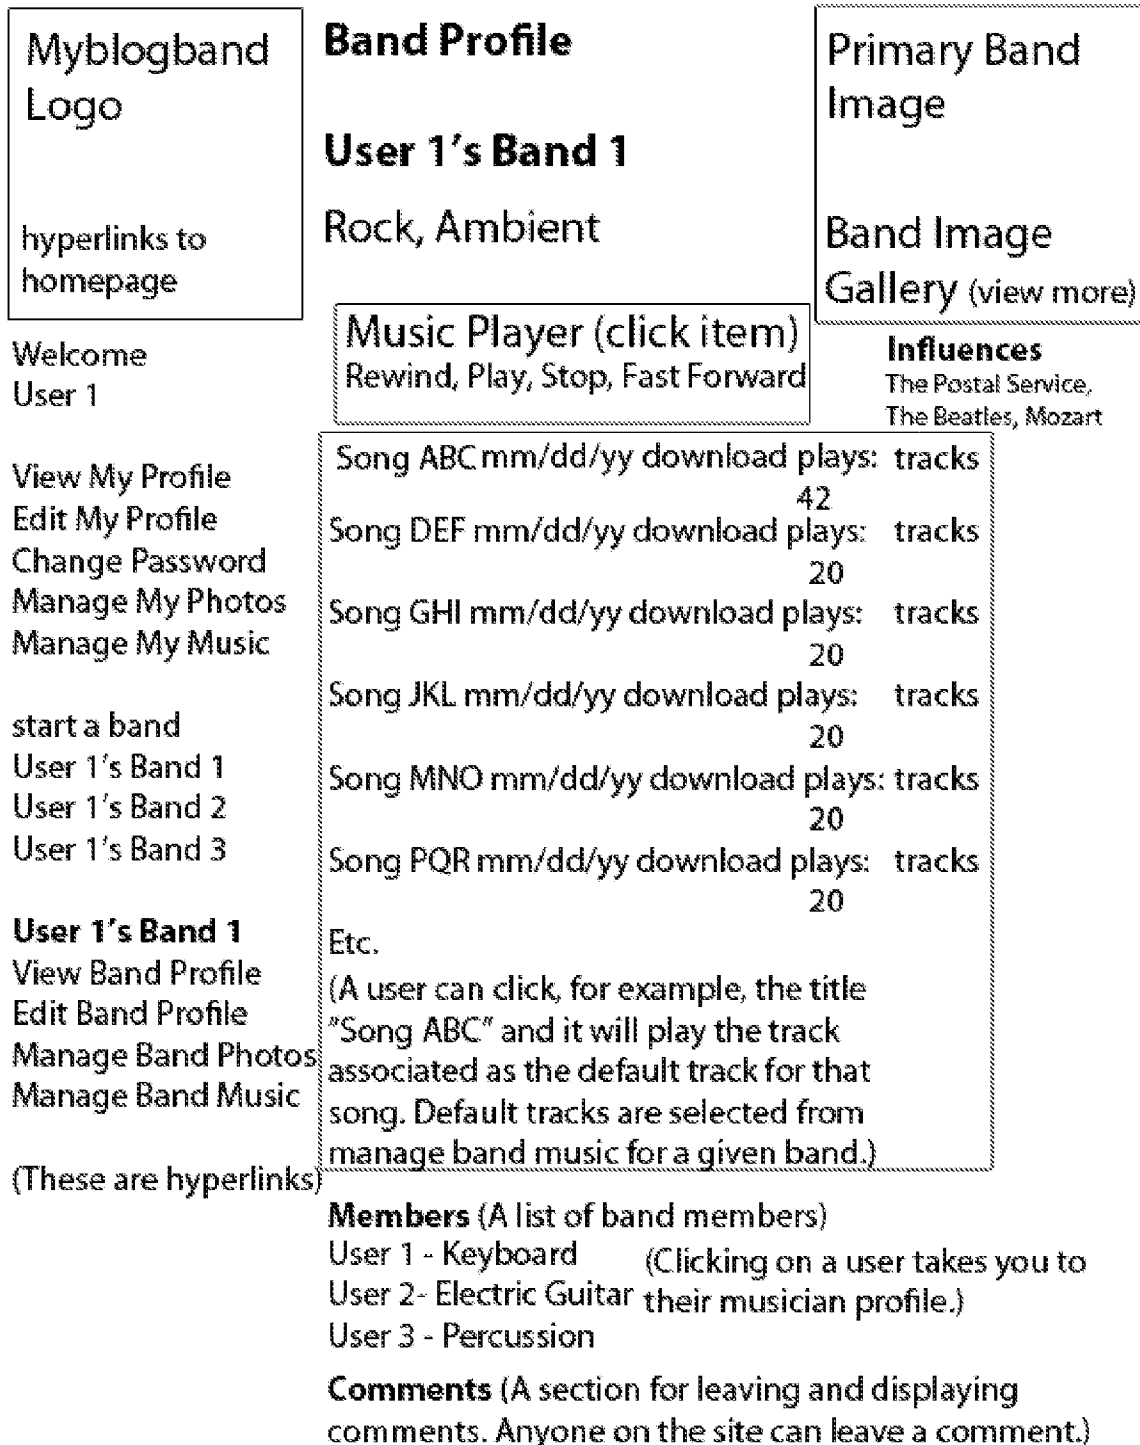 Myblogband
Logo
hyperlinks to
homepage
Band Profile
User 1's Band 1
Rock, Ambient
Primary Band
Image
Band Image
Gallery (view more)
Welcome
User 1
View My Profile
Edit My Profile
Change Password
Manage My Photos
Manage My Music
start a band
User 1's Band 1
User 1's Band 2
User 1's Band 3
User 1's Band 1
View Band Profile
Edit Band Profile
Manage Band Photos
Manage Band Music
(These are hyperlinks)
Music Player (click item)
Rewind, Play, Stop, Fast Forward
Influences
The Postal Service,
The Beatles, Mozart
Song ABC mm/dd/yy download plays: tracks
42
Song DEF mm/dd/yy download plays: tracks
20
Song GHI mm/dd/yy download plays: tracks
20
Song JKL mm/dd/yy download plays: tracks
20
Song MNO mm/dd/yy download plays: tracks
20
Song PQR mm/dd/yy download plays: tracks
20
Etc.
(A user can click, for example, the title
"Song ABC" and it will play the track
associated as the default track for that
song. Default tracks are selected from
manage band music for a given band.)
Members (A list of band members)
User 1 - Keyboard
User 2- Electric Guitar
User 3 - Percussion
(Clicking on a user takes you to
their musician profile.)
Comments (A section for leaving and displaying
comments. Anyone on the site can leave a comment.)